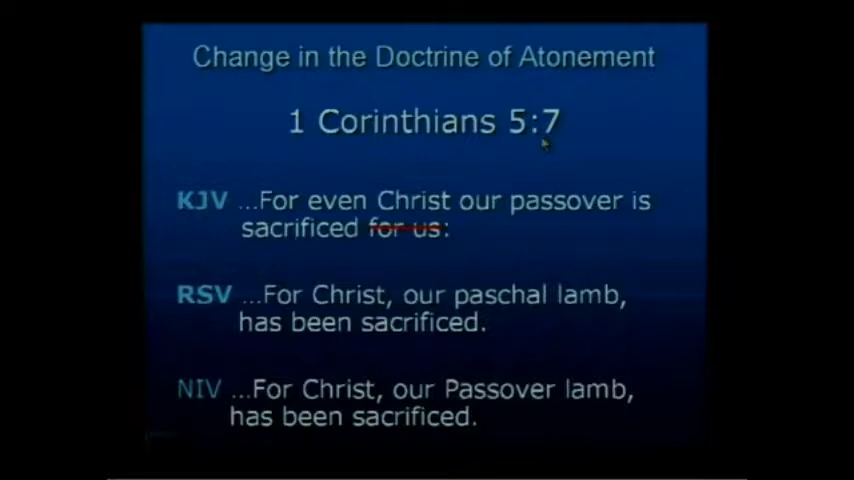 Change in the Doctrine of Atonement
1 Corinthians 5:7
KJV ...For even Christ our passover is
sacrificed for us:
RSV ...For Christ, our paschal lamb,
has been sacrificed.
NIV ...For Christ, our Passover lamb,
has been sacrificed.